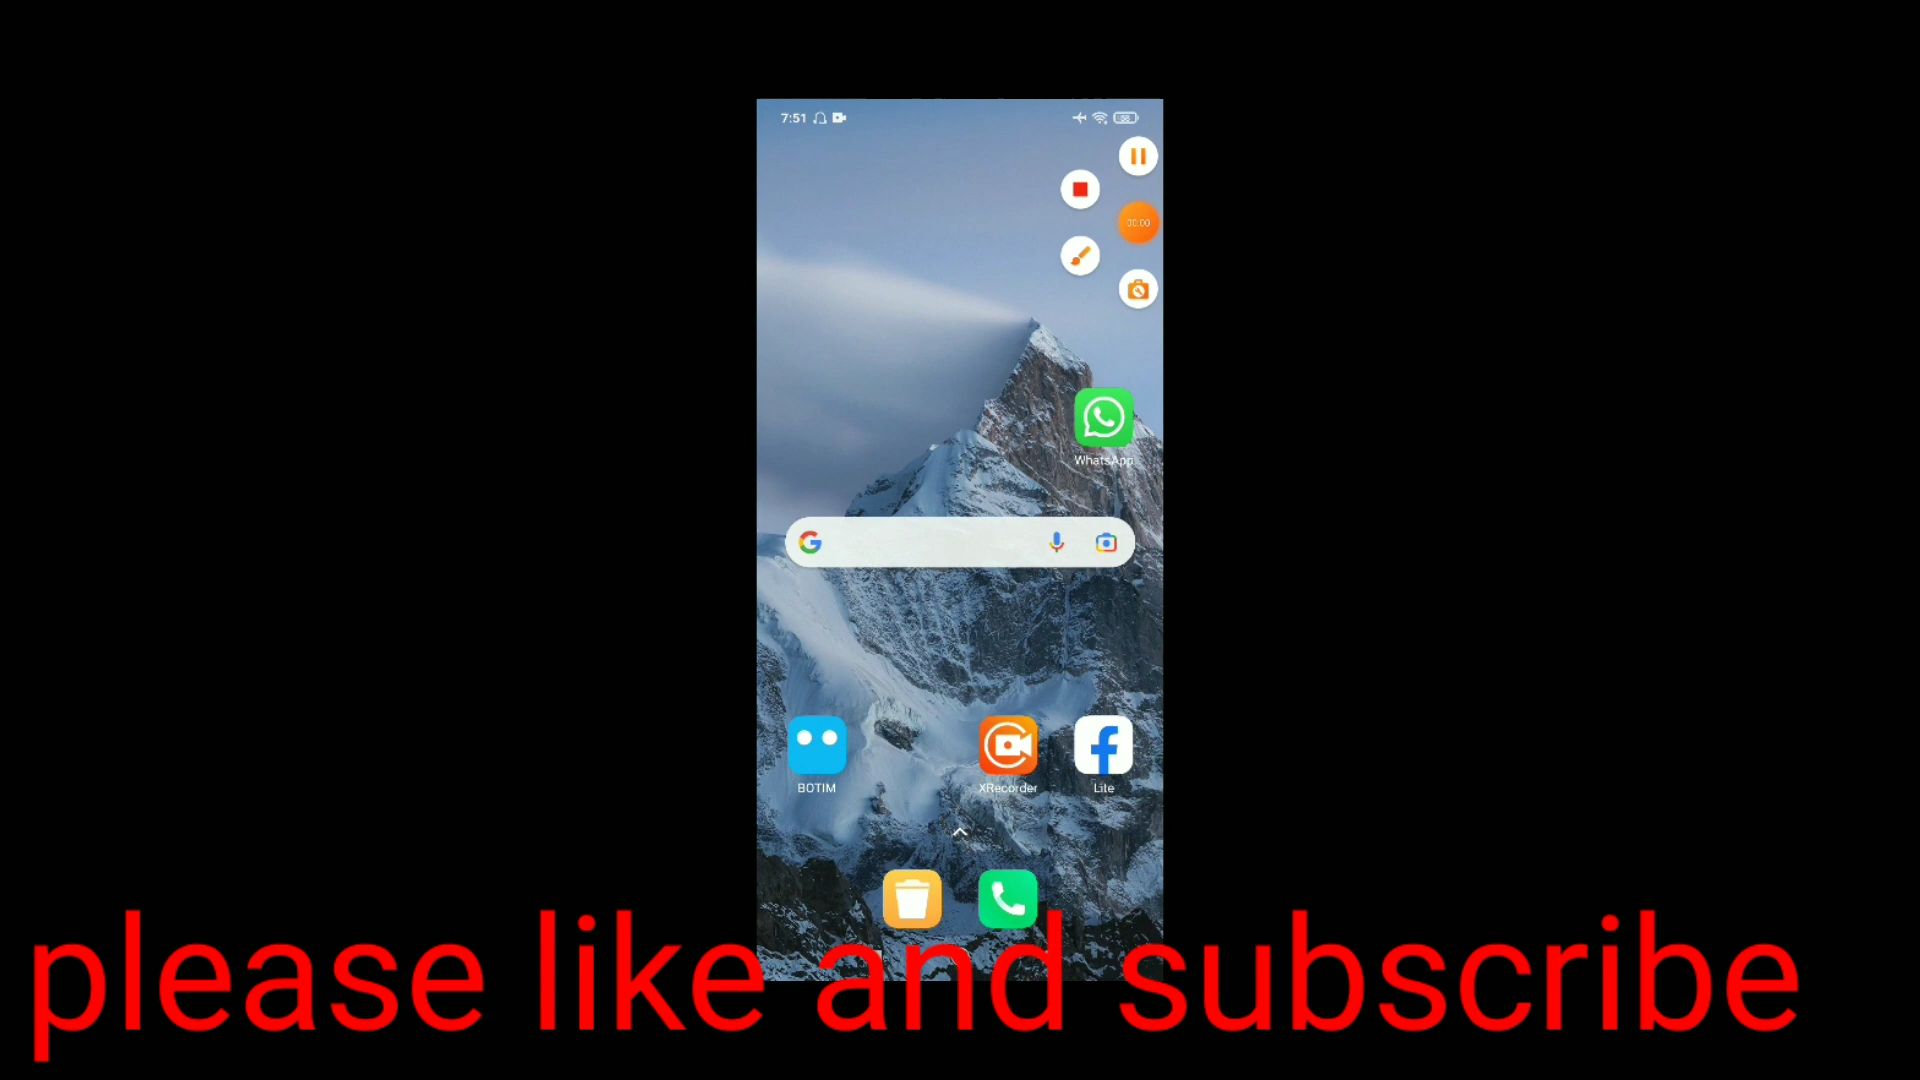 7:51
00:00
WhatsApp
BOTIM
XRecorder
Lite
please like and subscribe